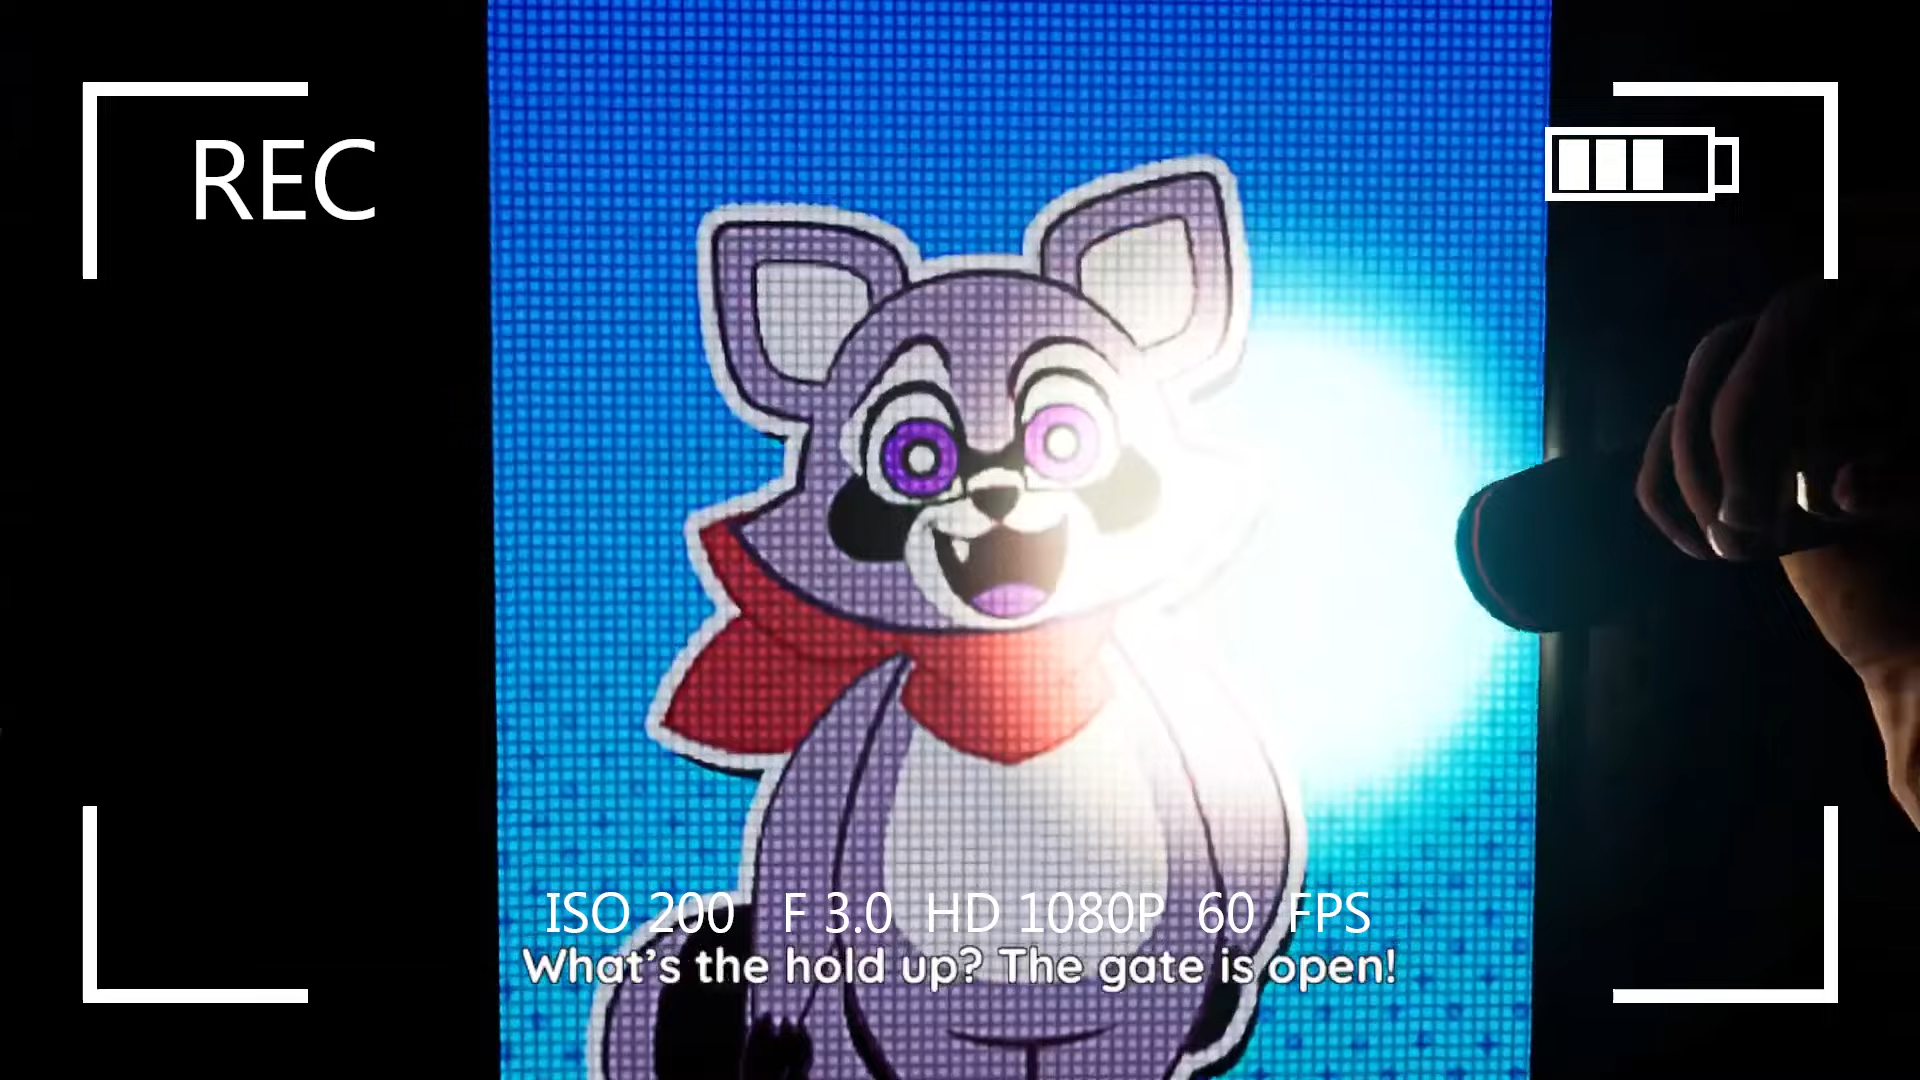 REC
ISO 200 F 3.0 HD 1080P 60 FPS
What's the hold up? The gate is open!